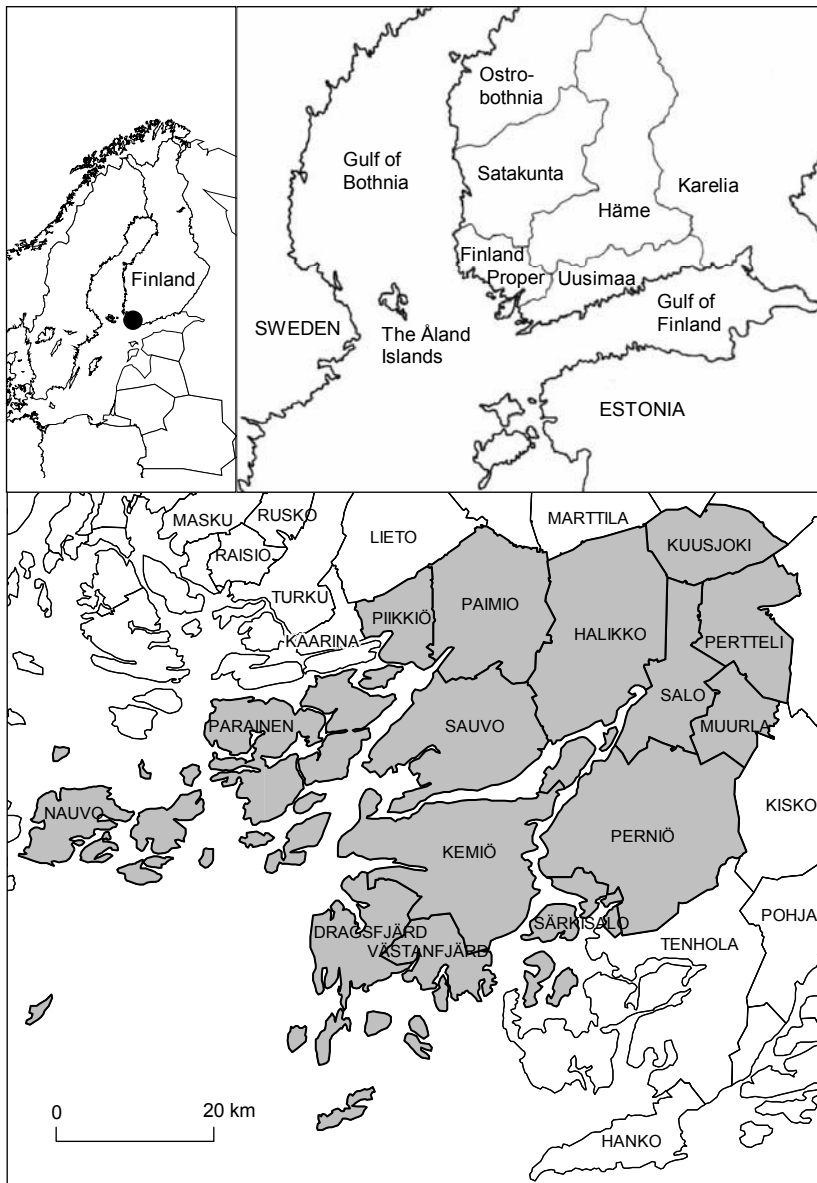 Finland
Ostro-
bothnia
Gulf of
Bothnia
Satakunta
Karelia
Häme
Finland
Proper
Uusimaa
Gulf of
Finland
SWEDEN
The Åland
Islands
ESTONIA
MASKU
RUSKO
LIETO
MARTTILA
KUUSJOKI
RAISIO
TURKU
PIIKKIÖ
PAIMIO
HALIKKO
PERTTELI
KAARINA
SALO
PARAINEN
SAUVO
MUURLA
NAUVO
KISKO
KEMIÖ
PERNIÖ
DRAGSFJÄRD
SÄRKISALO
POHJA
VÄSTANFJÄRD
TENHOLA
0
20 km
HANKO